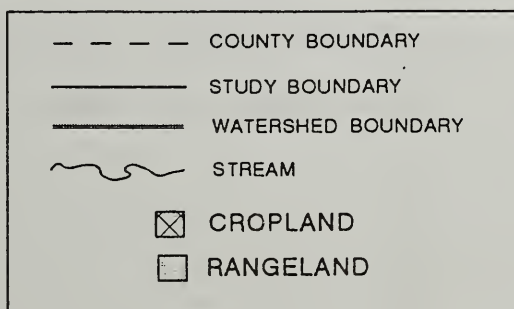 COUNTY BOUNDARY
STUDY BOUNDARY
WATERSHED BOUNDARY
STREAM
CROPLAND
RANGELAND